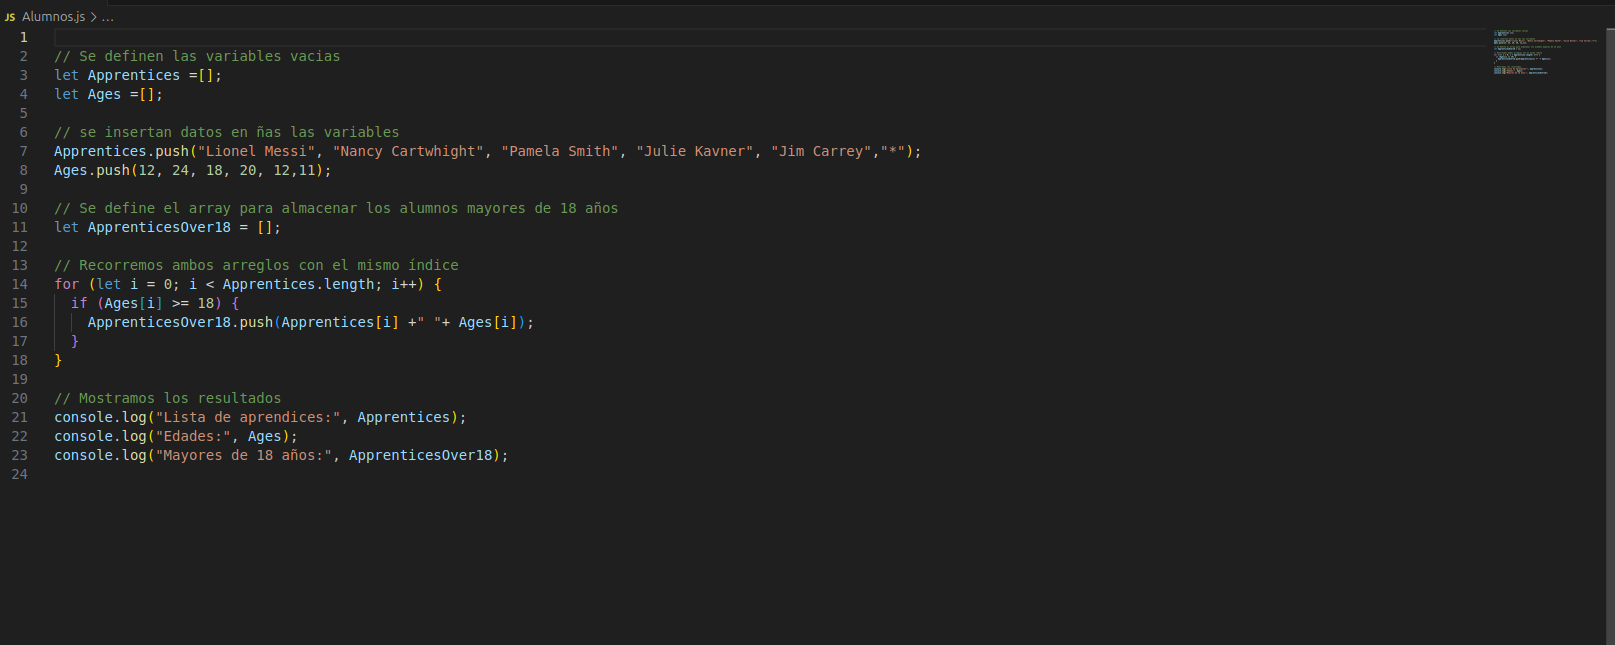 JS Alumnos.js > ...
1
2 // Se definen las variables vacias
3 let Apprentices =[];
4 let Ages =[];
5
6 // se insertan datos en ñas las variables
7 Apprentices.push("Lionel Messi", "Nancy Cartwhight", "Pamela Smith", "Julie Kavner", "Jim Carrey","*");
8 Ages.push(12, 24, 18, 20, 12,11);
9
10 // Se define el array para almacenar los alumnos mayores de 18 años
11 let ApprenticesOver18 = [];
12
13 // Recorremos ambos arreglos con el mismo índice
14 for (let i = 0; i < Apprentices.length; i++) {
15   if (Ages[i] >= 18) {
16     ApprenticesOver18.push(Apprentices[i] +" "+ Ages[i]);
17   }
18 }
19
20 // Mostramos los resultados
21 console.log("Lista de aprendices:", Apprentices);
22 console.log("Edades:", Ages);
23 console.log("Mayores de 18 años:", ApprenticesOver18);
24